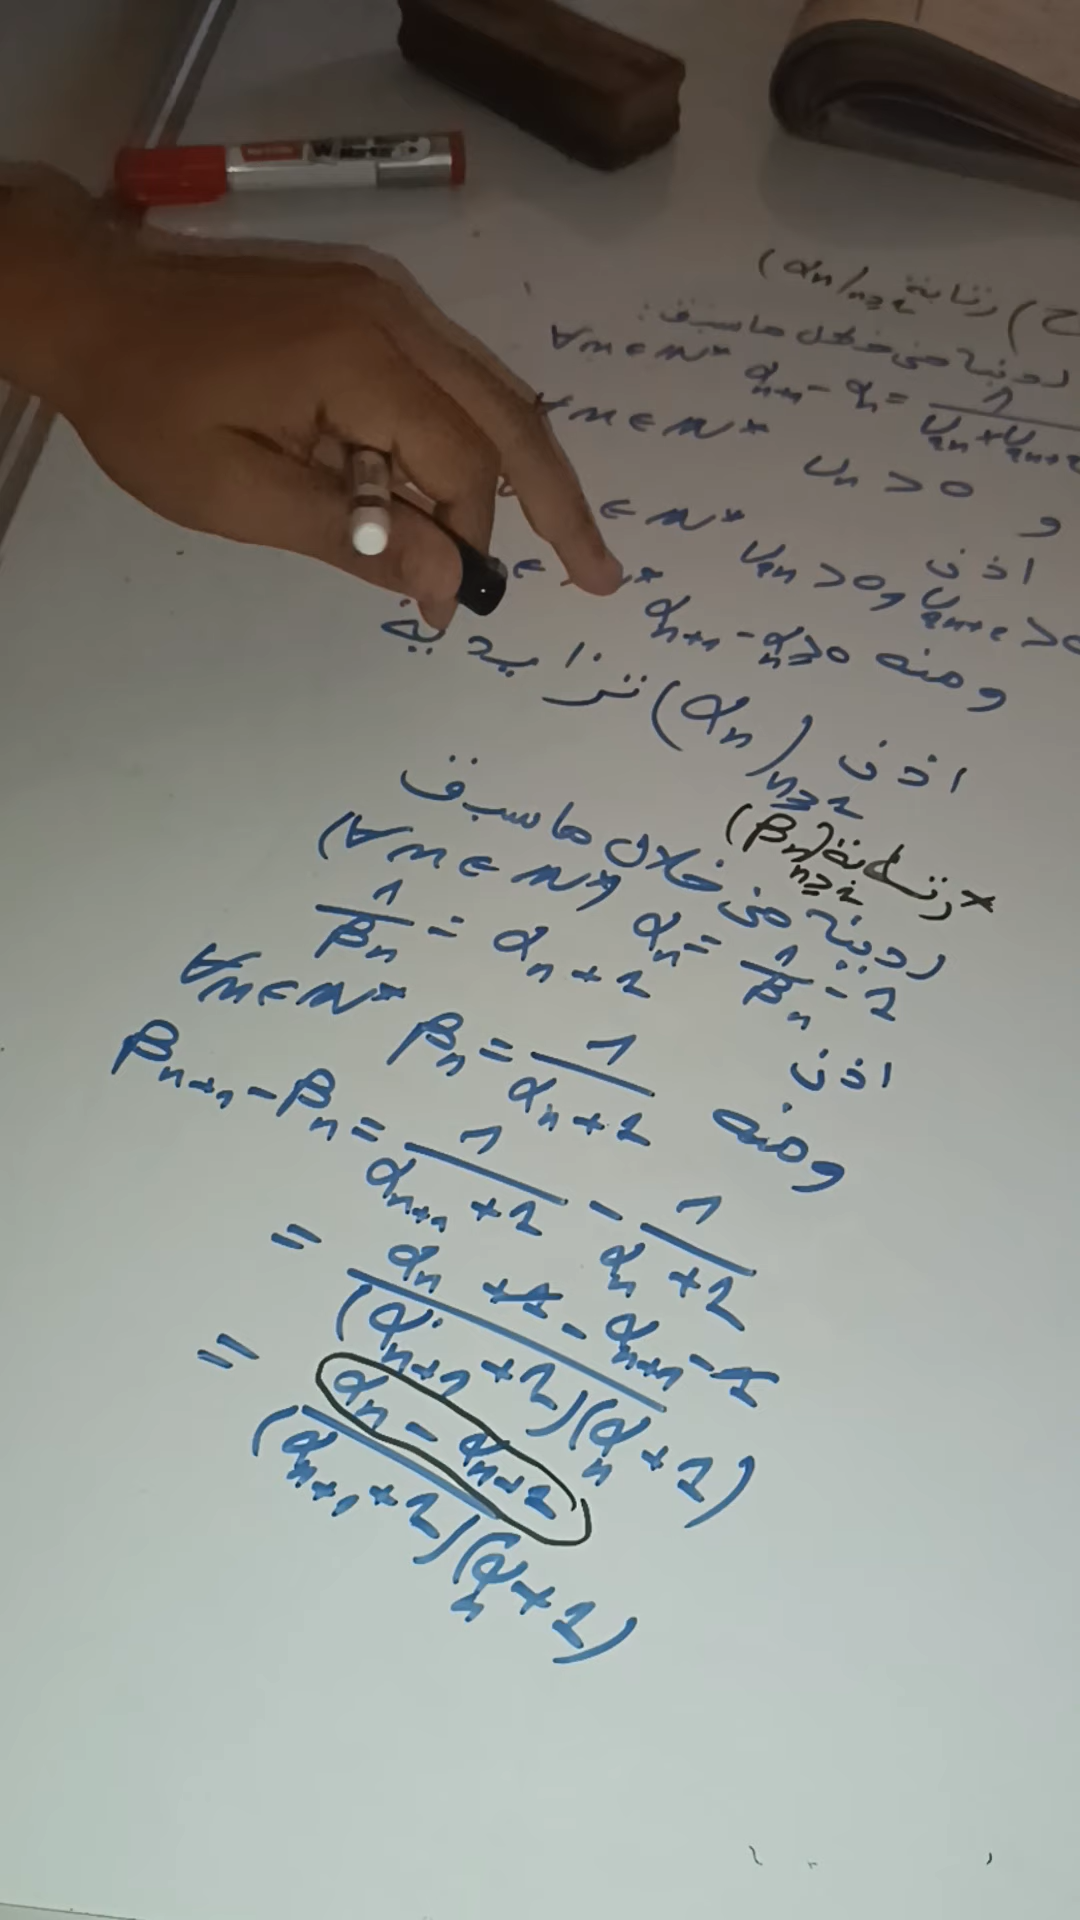 ح) رتابة (αn)n≥2
لدينا من خلال ما سبق:
∀n∈ℕ* αn+1 - αn = 1/(U2n + U2n+2
∀n∈ℕ* Un > 0 و
∈ℕ* U2n > 0, U2n+2 > 0 اذن
∈ * αn+1 - αn ≥ 0 ومنه
اذن (αn)n≥2 تزايدية
* رتابة (βn)n≥2
لدينا من خلال ما سبق
(∀n∈ℕ*) αn = 1/βn - 2
1/βn = αn + 2 اذن
∀n∈ℕ* βn = 1/(αn + 2) ومنه
βn+1 - βn = 1/(αn+1 + 2) - 1/(αn + 2)
= (αn + 2 - αn+1 - 2)/((αn+1 + 2)(αn + 2))
= (αn - αn+2)/((αn+1 + 2)(αn + 2))